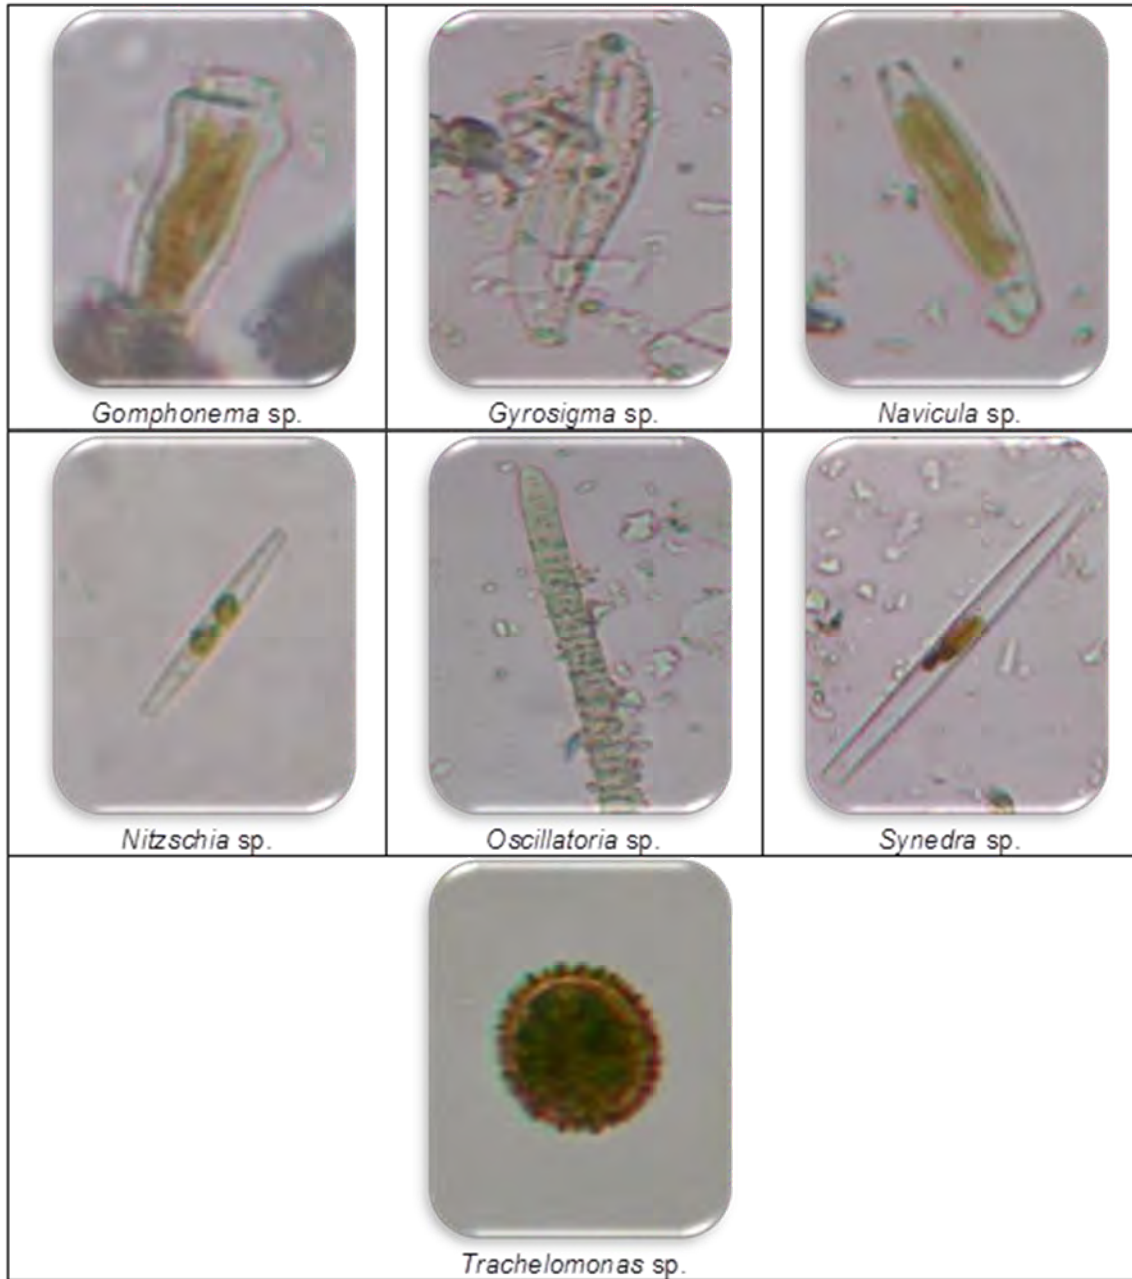 Gomphonema sp.
Gyrosigma sp.
Navicula sp.
Nitzschia sp.
Oscillatoria sp.
Synedra sp.
Trachelomonas sp.